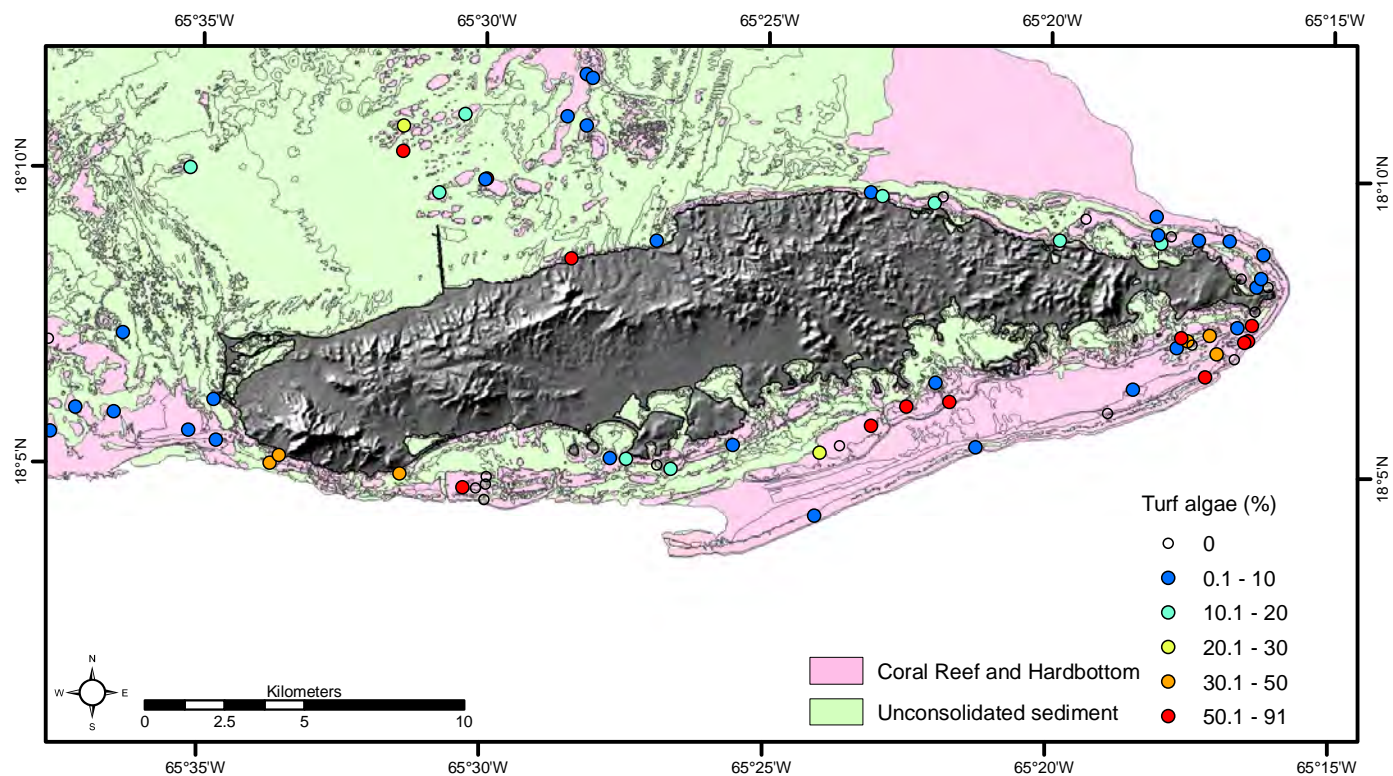 65°35'W 65°30'W 65°25'W 65°20'W 65°15'W
18°10'N 18°10'N
18°5'N 18°5'N
Turf algae (%)
0
0.1 - 10
10.1 - 20
20.1 - 30
30.1 - 50
50.1 - 91
Coral Reef and Hardbottom
Unconsolidated sediment
N
W E
S
Kilometers
0 2.5 5 10
65°35'W 65°30'W 65°25'W 65°20'W 65°15'W